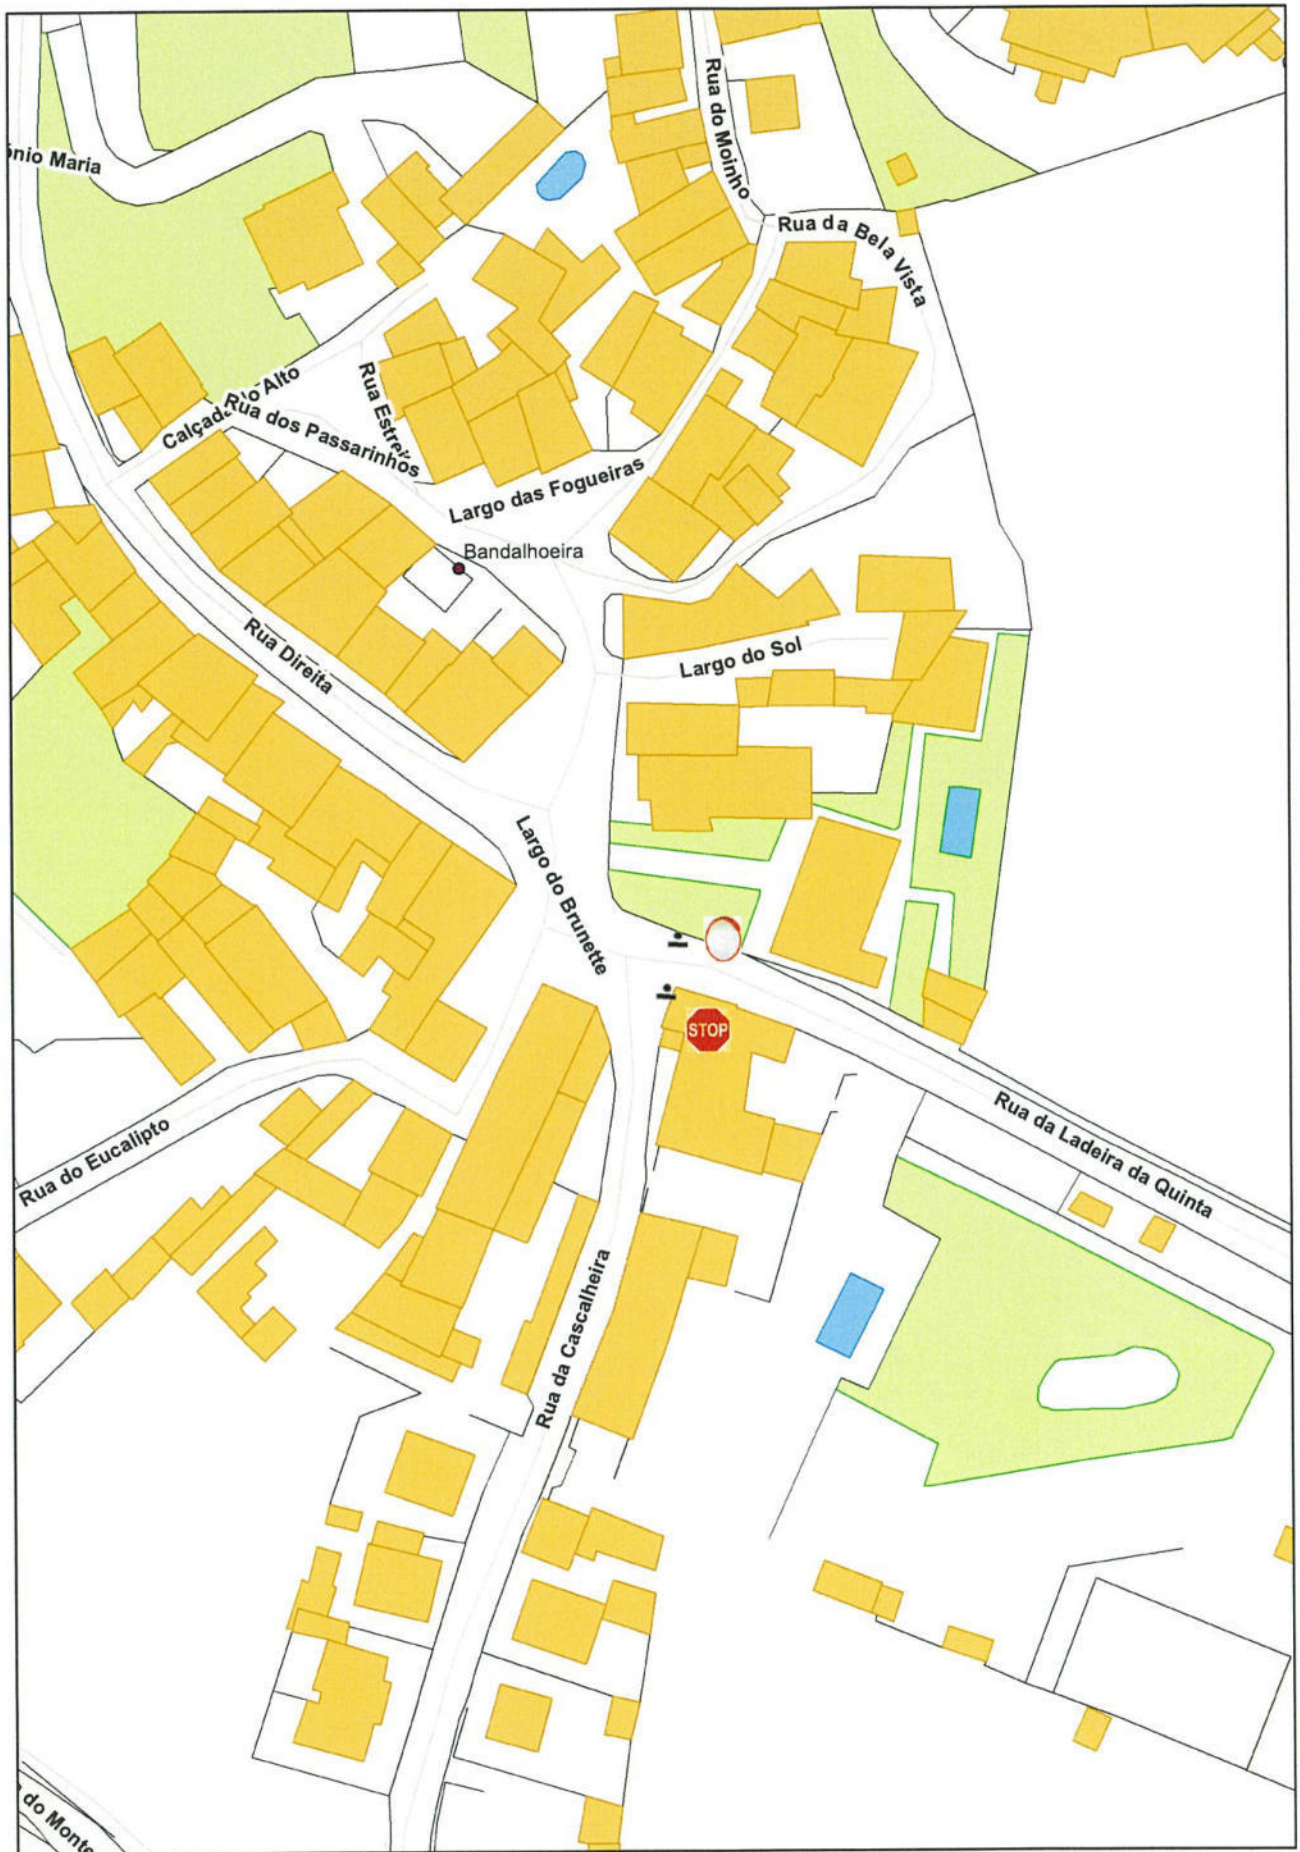 ónio Maria
Rua do Moinho
Rua da Bela Vista
Calçada do Alto
Rua dos Passarinhos
Largo das Fogueiras
Bandalhoeira
Rua Direita
Largo do Sol
Largo do Brunette
STOP
Rua da Ladeira da Quinta
Rua do Eucalipto
Rua da Cascalheira
do Monte